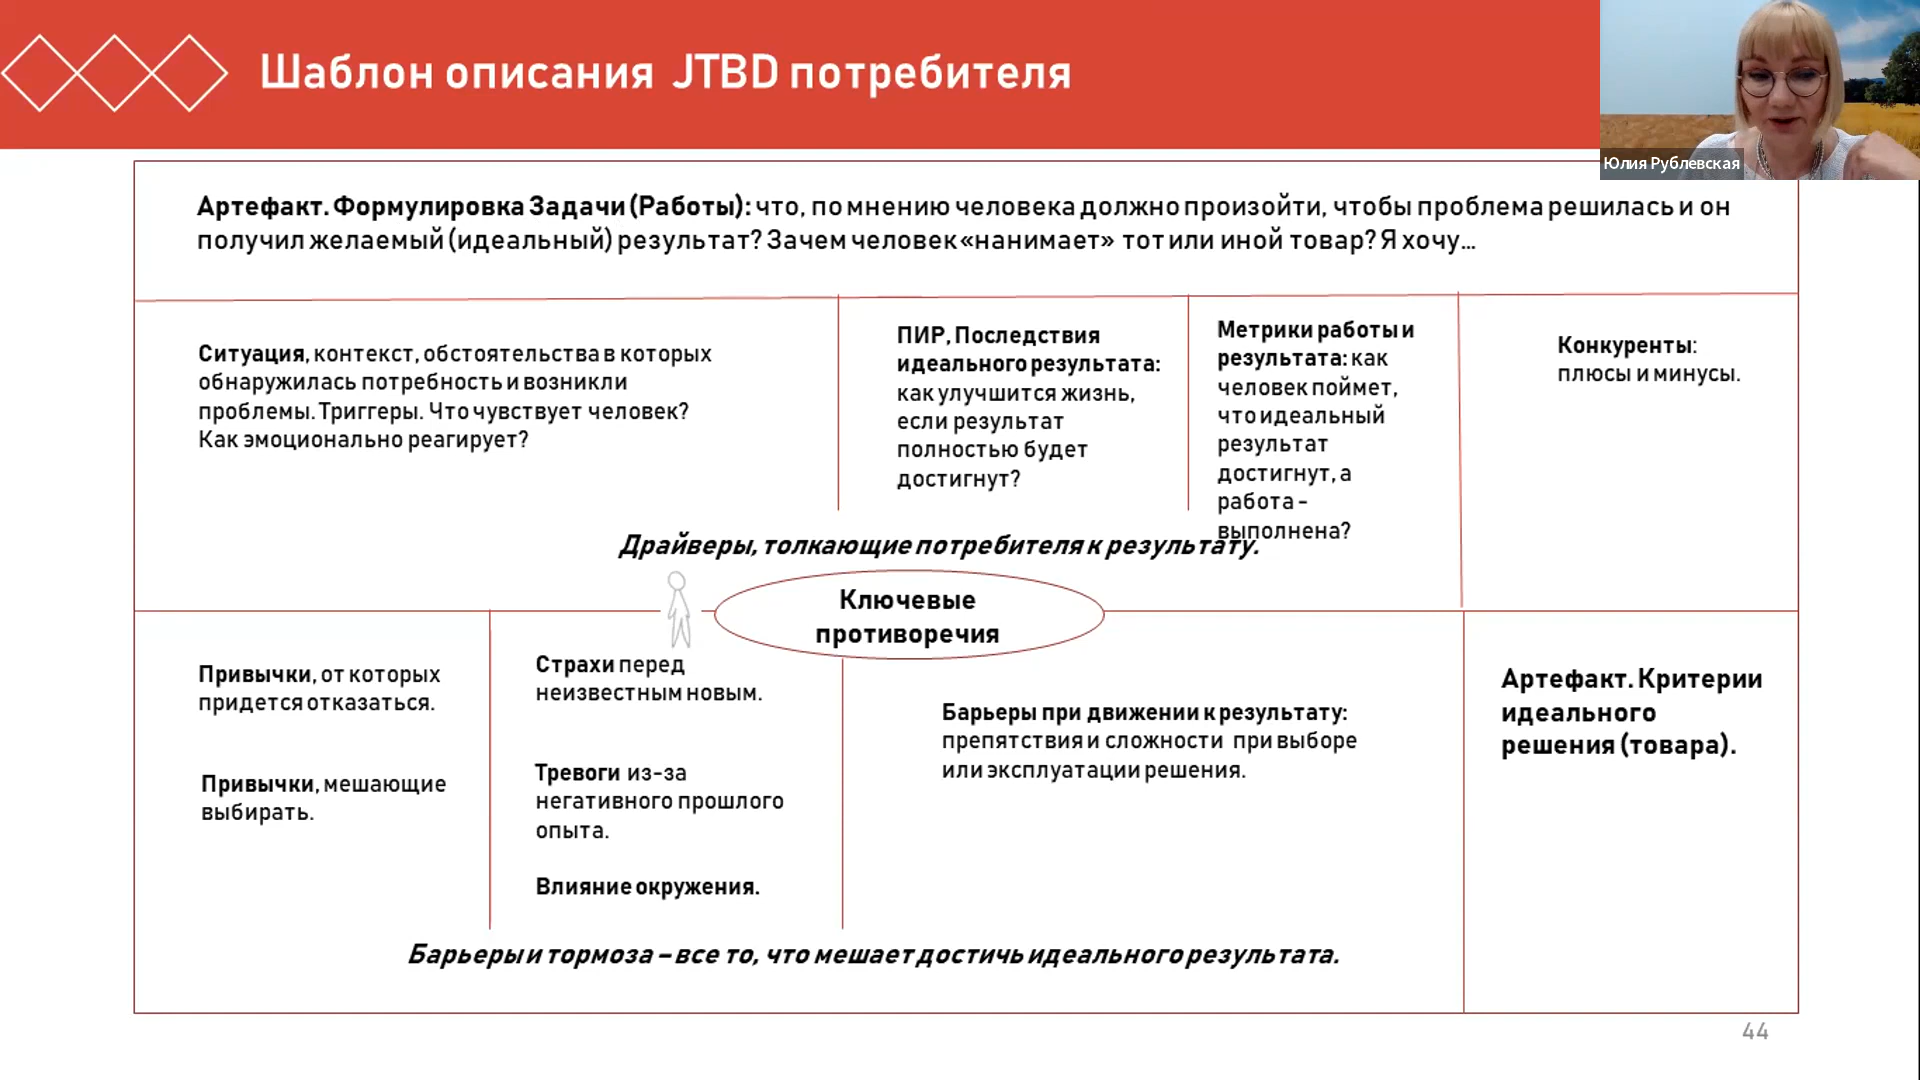 Шаблон описания JTBD потребителя
Юлия Рублевская
Артефакт. Формулировка Задачи (Работы): что, по мнению человека должно произойти, чтобы проблема решилась и он
получил желаемый (идеальный) результат? Зачем человек «нанимает» тот или иной товар? Я хочу...
Ситуация, контекст, обстоятельства в которых
обнаружилась потребность и возникли
проблемы. Триггеры. Что чувствует человек?
Как эмоционально реагирует?
ПИР, Последствия
идеального результата:
как улучшится жизнь,
если результат
полностью будет
достигнут?
Метрики работы и
результата: как
человек поймет,
что идеальный
результат
достигнут, а
работа -
выполнена?
Конкуренты:
плюсы и минусы.
Драйверы, толкающие потребителя к результату.
Ключевые
противоречия
Привычки, от которых
придется отказаться.
Привычки, мешающие
выбирать.
Страхи перед
неизвестным новым.
Тревоги из-за
негативного прошлого
опыта.
Влияние окружения.
Барьеры при движении к результату:
препятствия и сложности при выборе
или эксплуатации решения.
Артефакт. Критерии
идеального
решения (товара).
Барьеры и тормоза – все то, что мешает достичь идеального результата.
44